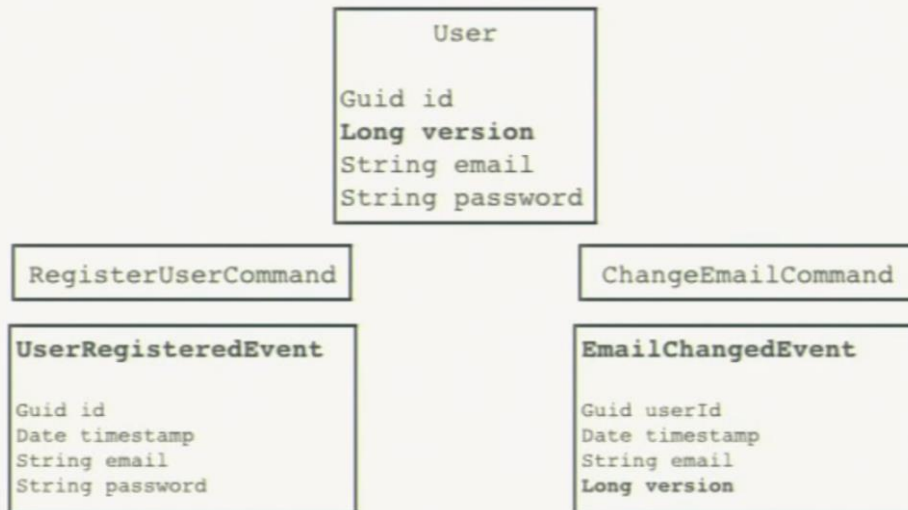 User
Guid id
Long version
String email
String password
RegisterUserCommand
ChangeEmailCommand
UserRegisteredEvent
Guid id
Date timestamp
String email
String password
EmailChangedEvent
Guid userId
Date timestamp
String email
Long version